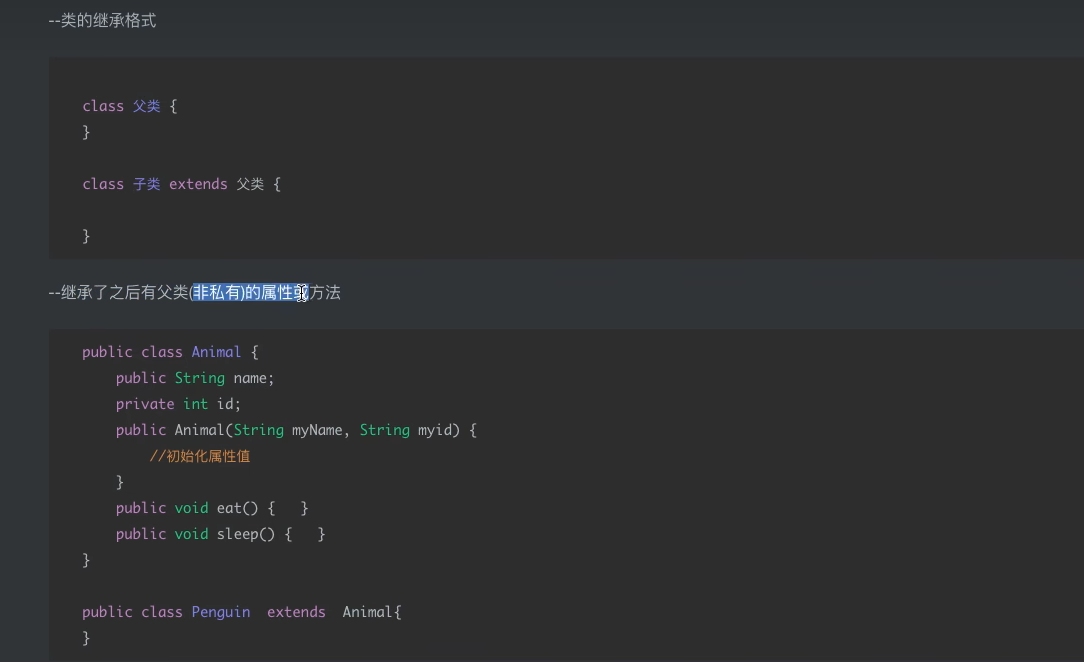 --类的继承格式
class 父类 {
}
class 子类 extends 父类 {
}
--继承了之后有父类(非私有)的属性或方法
public class Animal {
public String name;
private int id;
public Animal(String myName, String myid) {
//初始化属性值
}
public void eat() {   }
public void sleep() {   }
}
public class Penguin  extends  Animal{
}